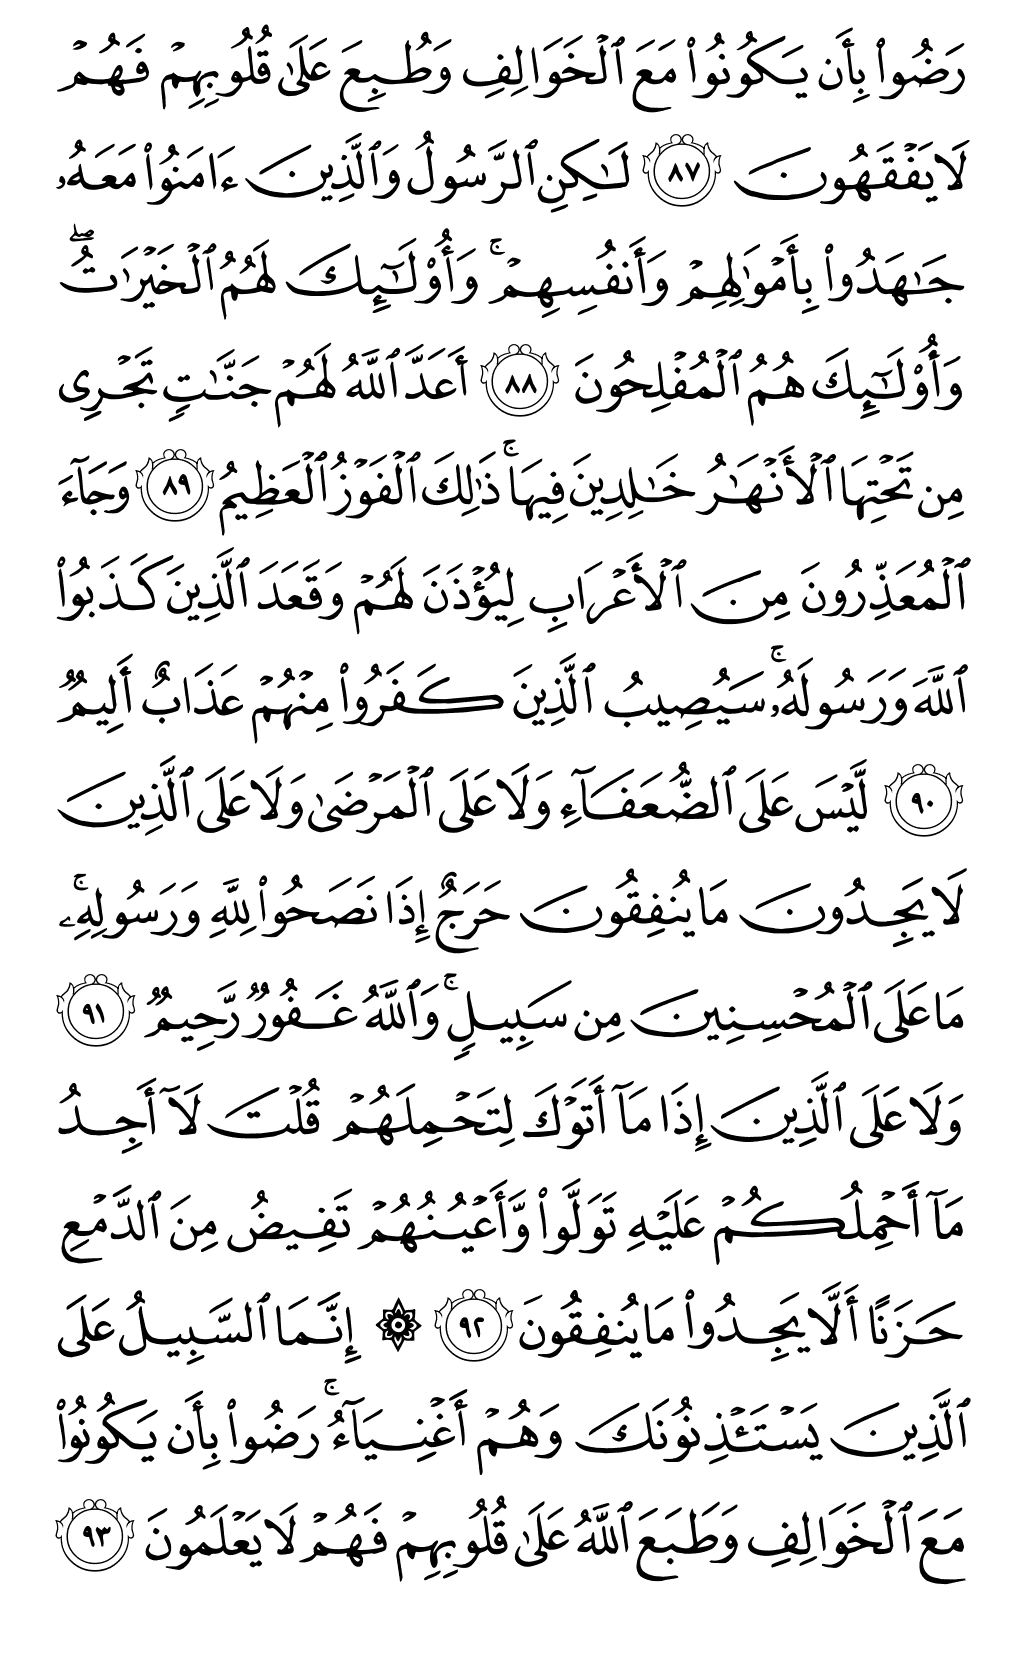 رَضُوا۟ بِأَن يَكُونُوا۟ مَعَ ٱلْخَوَالِفِ وَطُبِعَ عَلَىٰ قُلُوبِهِمْ فَهُمْ
لَا يَفْقَهُونَ ٨٧ لَـٰكِنِ ٱلرَّسُولُ وَٱلَّذِينَ ءَامَنُوا۟ مَعَهُۥ
جَـٰهَدُوا۟ بِأَمْوَٰلِهِمْ وَأَنفُسِهِمْ ۚ وَأُو۟لَـٰٓئِكَ لَهُمُ ٱلْخَيْرَٰتُ ۖ
وَأُو۟لَـٰٓئِكَ هُمُ ٱلْمُفْلِحُونَ ٨٨ أَعَدَّ ٱللَّهُ لَهُمْ جَنَّـٰتٍ تَجْرِى
مِن تَحْتِهَا ٱلْأَنْهَـٰرُ خَـٰلِدِينَ فِيهَا ۚ ذَٰلِكَ ٱلْفَوْزُ ٱلْعَظِيمُ ٨٩ وَجَآءَ
ٱلْمُعَذِّرُونَ مِنَ ٱلْأَعْرَابِ لِيُؤْذَنَ لَهُمْ وَقَعَدَ ٱلَّذِينَ كَذَبُوا۟
ٱللَّهَ وَرَسُولَهُۥ ۚ سَيُصِيبُ ٱلَّذِينَ كَفَرُوا۟ مِنْهُمْ عَذَابٌ أَلِيمٌ
٩٠ لَّيْسَ عَلَى ٱلضُّعَفَآءِ وَلَا عَلَى ٱلْمَرْضَىٰ وَلَا عَلَى ٱلَّذِينَ
لَا يَجِدُونَ مَا يُنفِقُونَ حَرَجٌ إِذَا نَصَحُوا۟ لِلَّهِ وَرَسُولِهِۦ ۚ
مَا عَلَى ٱلْمُحْسِنِينَ مِن سَبِيلٍ ۚ وَٱللَّهُ غَفُورٌ رَّحِيمٌ ٩١
وَلَا عَلَى ٱلَّذِينَ إِذَا مَآ أَتَوْكَ لِتَحْمِلَهُمْ قُلْتَ لَآ أَجِدُ
مَآ أَحْمِلُكُمْ عَلَيْهِ تَوَلَّوا۟ وَّأَعْيُنُهُمْ تَفِيضُ مِنَ ٱلدَّمْعِ
حَزَنًا أَلَّا يَجِدُوا۟ مَا يُنفِقُونَ ٩٢ ۞ إِنَّمَا ٱلسَّبِيلُ عَلَى
ٱلَّذِينَ يَسْتَـْٔذِنُونَكَ وَهُمْ أَغْنِيَآءُ ۚ رَضُوا۟ بِأَن يَكُونُوا۟
مَعَ ٱلْخَوَالِفِ وَطَبَعَ ٱللَّهُ عَلَىٰ قُلُوبِهِمْ فَهُمْ لَا يَعْلَمُونَ ٩٣